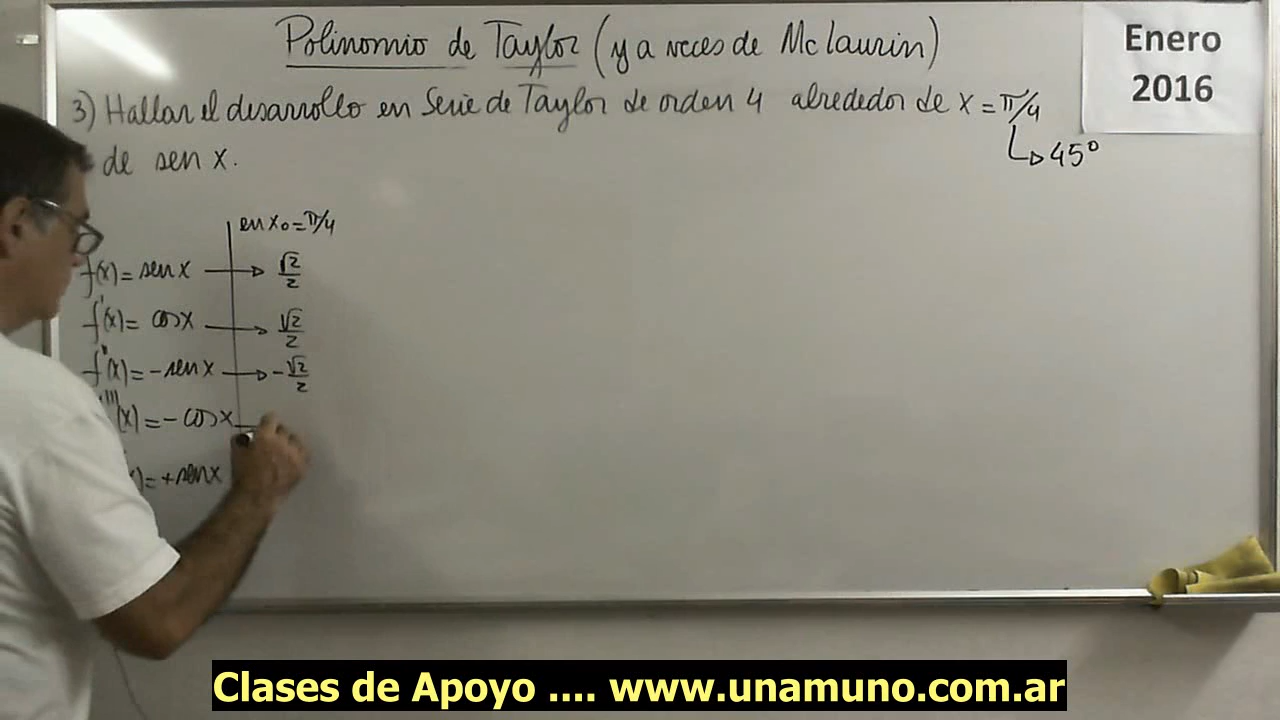 Polinomio de Taylor (y a veces de Mc Laurin)
Enero
2016
3) Hallar el desarrollo en Serie de Taylor de orden 4 alrededor de x = π/4
↳ 45°
de sen x.
en x₀ = π/4
f(x) = sen x → √2/2
f'(x) = cos x → √2/2
f''(x) = - sen x → - √2/2
'''(x) = - cos x
) = + sen x
Clases de Apoyo .... www.unamuno.com.ar